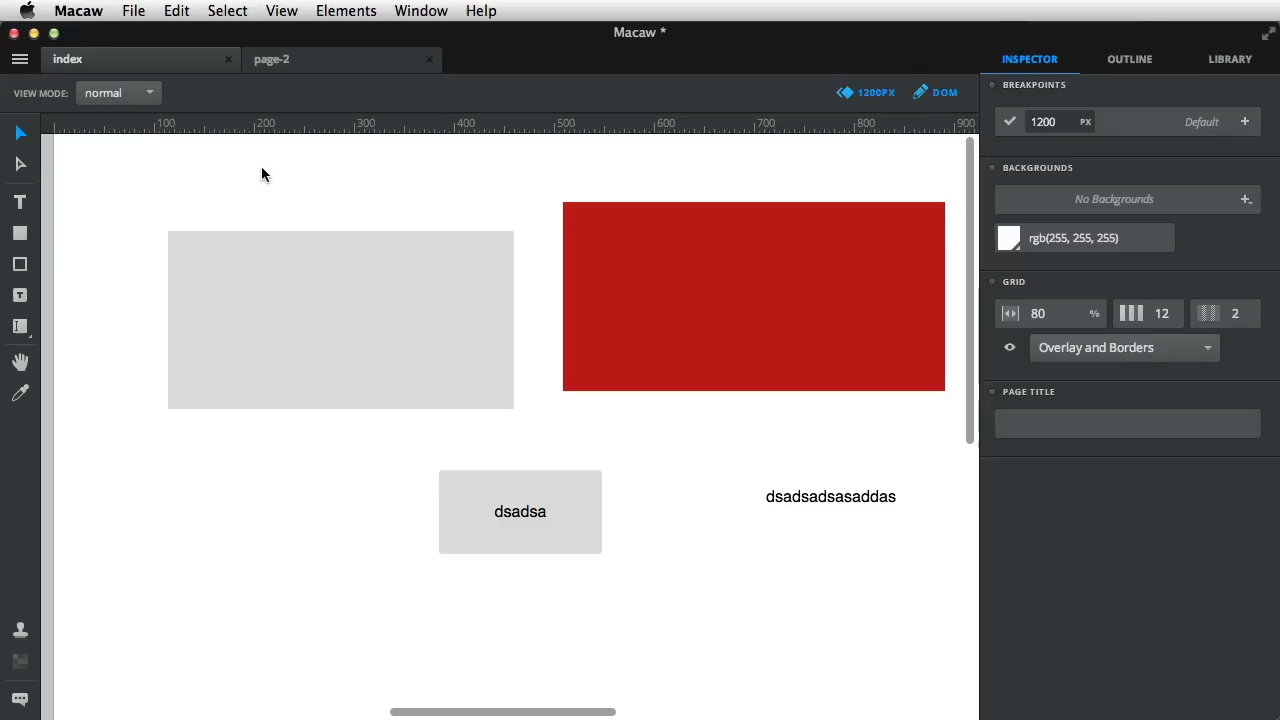 Macaw File Edit Select View Elements Window Help
Macaw *
index page-2
INSPECTOR OUTLINE LIBRARY
VIEW MODE: normal 1200PX DOM
BREAKPOINTS
1200 PX Default
100 200 300 400 500 600 700 800 900
BACKGROUNDS
No Backgrounds
rgb(255, 255, 255)
GRID
80 % 12 2
Overlay and Borders
PAGE TITLE
dsadsadsasaddas
dsadsa
T
T